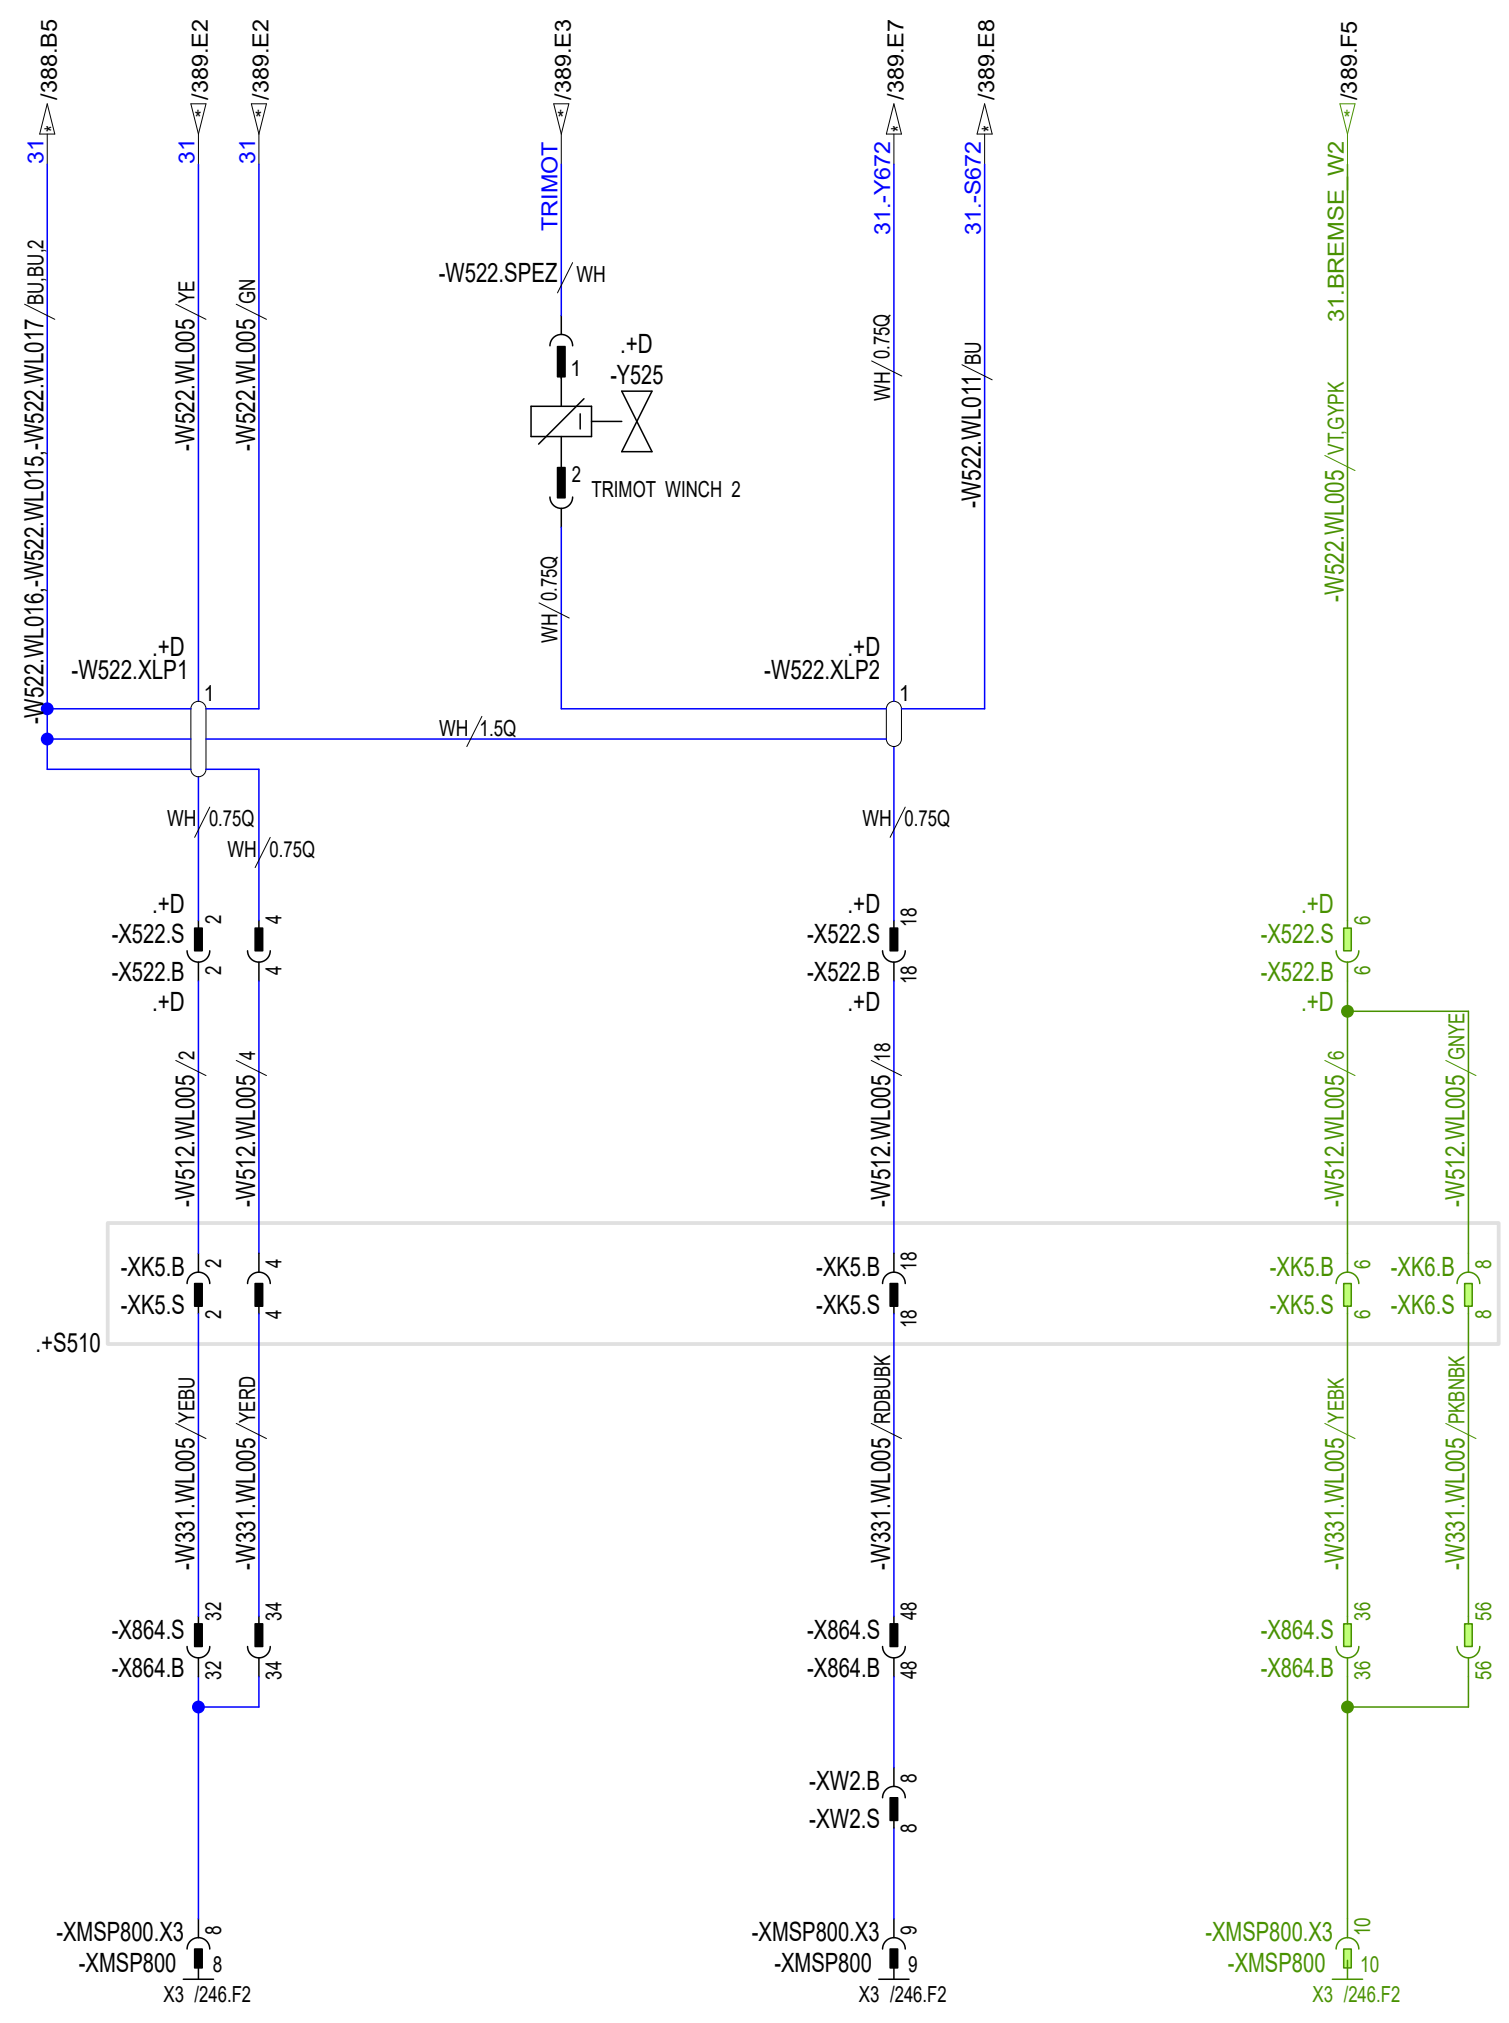 /388.B5
/389.E2
/389.E2
/389.E3
/389.E7
/389.E8
/389.F5
*
*
*
*
*
*
*
31
31
31
TRIMOT
31.-Y672
31.-S672
31.BREMSE W2
-W522.WL016,-W522.WL015,-W522.WL017 /BU,BU,2
-W522.WL005 /YE
-W522.WL005 /GN
-W522.SPEZ / WH
WH/0.75Q
-W522.WL011 /BU
-W522.WL005 /VT,GYPK
.+D
-Y525
1
2
TRIMOT WINCH 2
WH/0.75Q
.+D
-W522.XLP1
1
.+D
-W522.XLP2
1
WH/1.5Q
WH/0.75Q
WH/0.75Q
WH/0.75Q
.+D
-X522.S
2
4
-X522.B
2
4
.+D
.+D
-X522.S
18
-X522.B
18
.+D
.+D
-X522.S
6
-X522.B
6
.+D
-W512.WL005 /2
-W512.WL005 /4
-W512.WL005 /18
-W512.WL005 /6
-W512.WL005 /GNYE
-XK5.B
2
4
-XK5.S
2
4
-XK5.B
18
-XK5.S
18
-XK5.B
6
-XK5.S
6
-XK6.B
8
-XK6.S
8
.+S510
-W331.WL005 /YEBU
-W331.WL005 /YERD
-W331.WL005 /RDBUBK
-W331.WL005 /YEBK
-W331.WL005 /PKBNBK
-X864.S
32
34
-X864.B
32
34
-X864.S
48
-X864.B
48
-X864.S
36
56
-X864.B
36
56
-XW2.B
8
-XW2.S
8
-XMSP800.X3
8
-XMSP800
8
X3 /246.F2
-XMSP800.X3
9
-XMSP800
9
X3 /246.F2
-XMSP800.X3
10
-XMSP800
10
X3 /246.F2